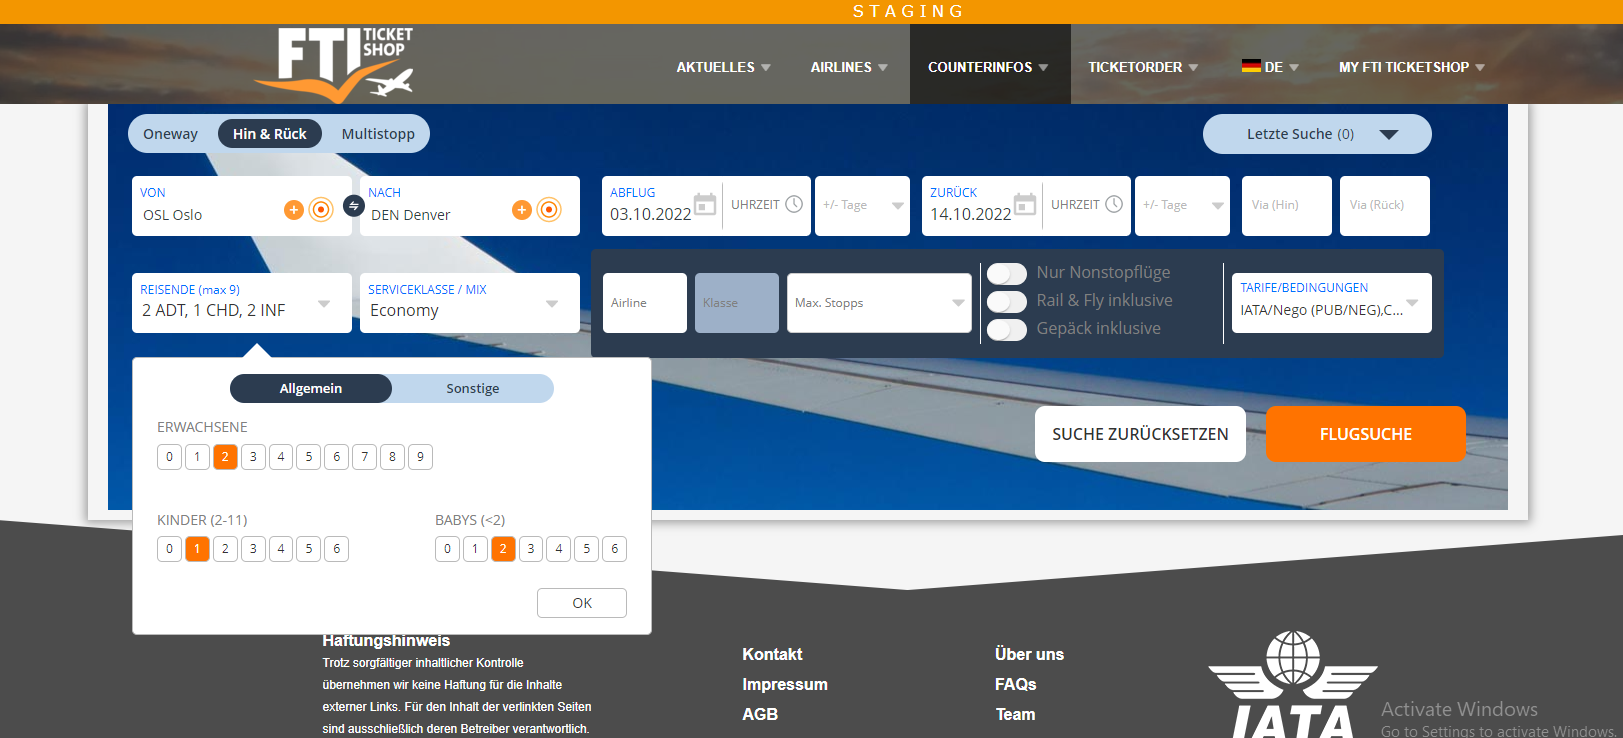 STAGING
FTI TICKET SHOP
AKTUELLES AIRLINES COUNTERINFOS TICKETORDER DE MY FTI TICKETSHOP
Oneway Hin & Rück Multistopp
Letzte Suche (0)
VON
OSL Oslo
NACH
DEN Denver
ABFLUG
03.10.2022
UHRZEIT
+/- Tage
ZURÜCK
14.10.2022
UHRZEIT
+/- Tage
Via (Hin)
Via (Rück)
REISENDE (max 9)
2 ADT, 1 CHD, 2 INF
SERVICEKLASSE / MIX
Economy
Airline
Klasse
Max. Stopps
Nur Nonstopflüge
Rail & Fly inklusive
Gepäck inklusive
TARIFE/BEDINGUNGEN
IATA/Nego (PUB/NEG),C...
Allgemein Sonstige
ERWACHSENE
0 1 2 3 4 5 6 7 8 9
KINDER (2-11)
0 1 2 3 4 5 6
BABYS (<2)
0 1 2 3 4 5 6
OK
SUCHE ZURÜCKSETZEN
FLUGSUCHE
Haftungshinweis
Trotz sorgfältiger inhaltlicher Kontrolle
übernehmen wir keine Haftung für die Inhalte
externer Links. Für den Inhalt der verlinkten Seiten
sind ausschließlich deren Betreiber verantwortlich.
Kontakt
Impressum
AGB
Über uns
FAQs
Team
IATA
Activate Windows
Go to Settings to activate Windows.